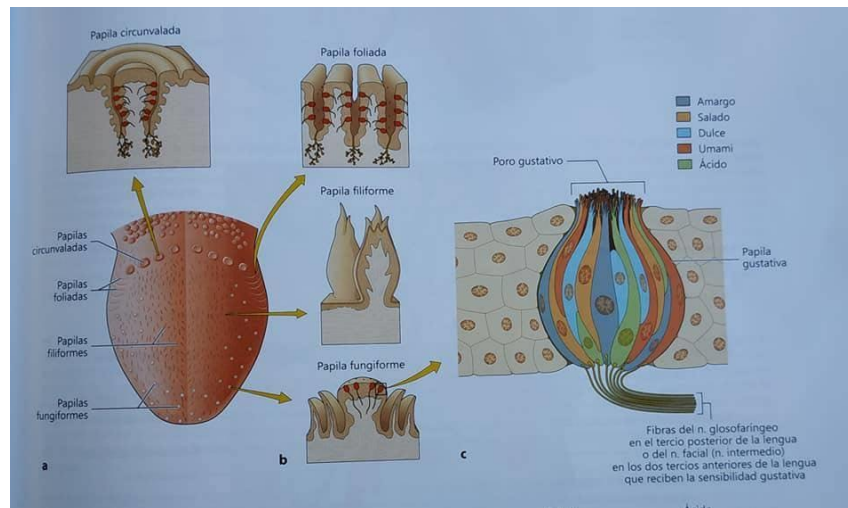 Papila circunvalada
Papila foliada
Amargo
Salado
Dulce
Umami
Ácido
Poro gustativo
Papila filiforme
Papilas
circunvaladas
Papilas
foliadas
Papilas
filiformes
Papilas
fungiformes
Papila
gustativa
Papila fungiforme
a
b
c
Fibras del n. glosofaríngeo
en el tercio posterior de la lengua
o del n. facial (n. intermedio)
en los dos tercios anteriores de la lengua
que reciben la sensibilidad gustativa